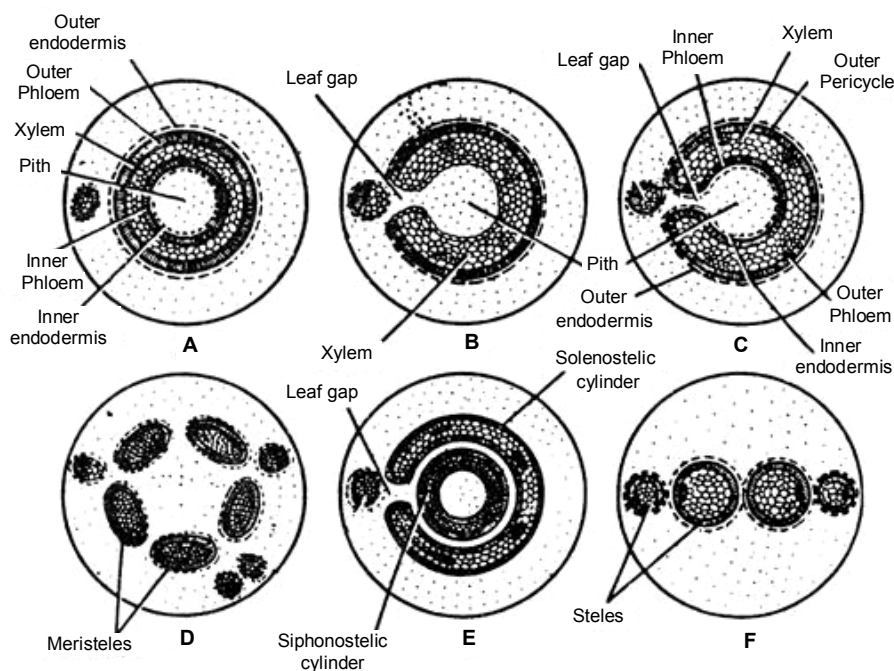 Outer
endodermis
Outer
Phloem
Xylem
Pith
Inner
Phloem
Inner
endodermis
A
Leaf gap
Xylem
B
Leaf gap
Inner
Phloem
Xylem
Outer
Pericycle
Pith
Outer
endodermis
Outer
Phloem
Inner
endodermis
C
Meristeles
D
Leaf gap
Solenostelic
cylinder
Siphonostelic
cylinder
E
Steles
F